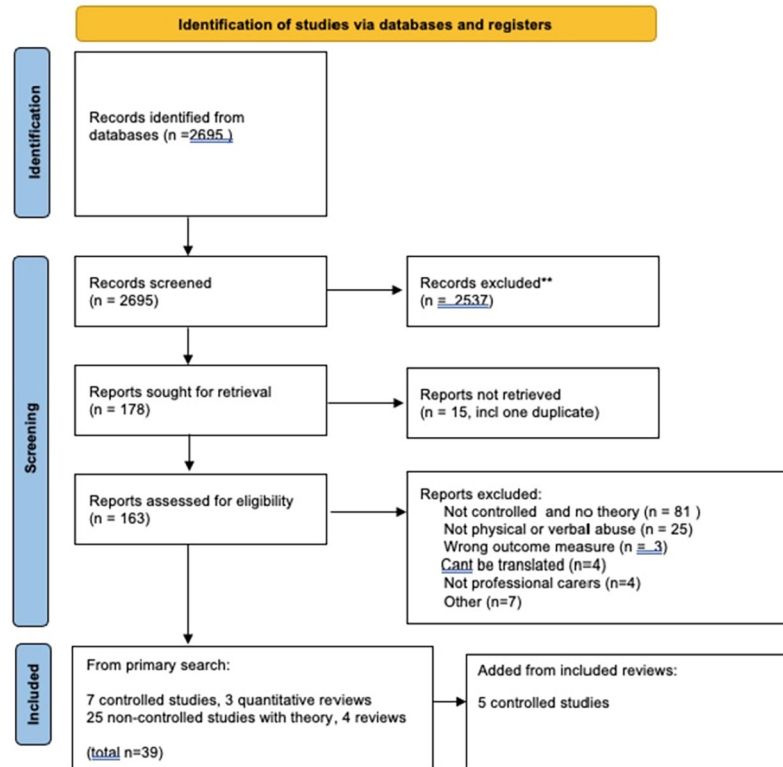 Identification of studies via databases and registers
Identification
Records identified from
databases (n =2695 )
Screening
Records screened
(n = 2695)
Records excluded**
(n = 2537)
Reports sought for retrieval
(n = 178)
Reports not retrieved
(n = 15, incl one duplicate)
Reports assessed for eligibility
(n = 163)
Reports excluded:
Not controlled and no theory (n = 81 )
Not physical or verbal abuse (n = 25)
Wrong outcome measure (n = 3)
Cant be translated (n=4)
Not professional carers (n=4)
Other (n=7)
Included
From primary search:
7 controlled studies, 3 quantitative reviews
25 non-controlled studies with theory, 4 reviews
(total n=39)
Added from included reviews:
5 controlled studies